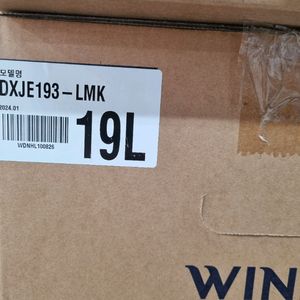 모델명
DXJE193-LMK
2024.01
19L
WDNHL100826
WIN